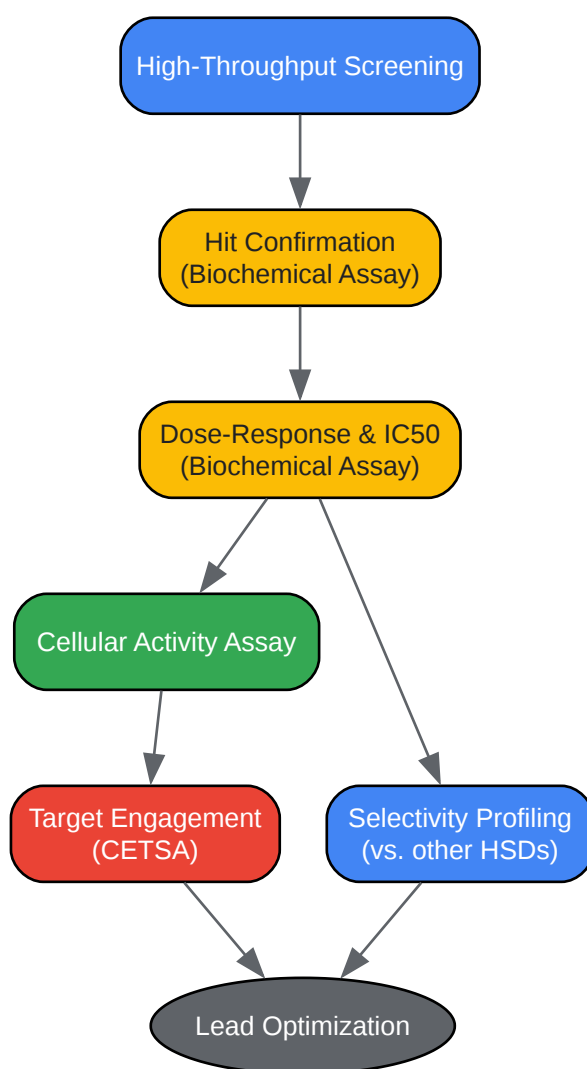 High-Throughput Screening
Hit Confirmation
(Biochemical Assay)
Dose-Response & IC50
(Biochemical Assay)
Cellular Activity Assay
Target Engagement
(CETSA)
Selectivity Profiling
(vs. other HSDs)
Lead Optimization